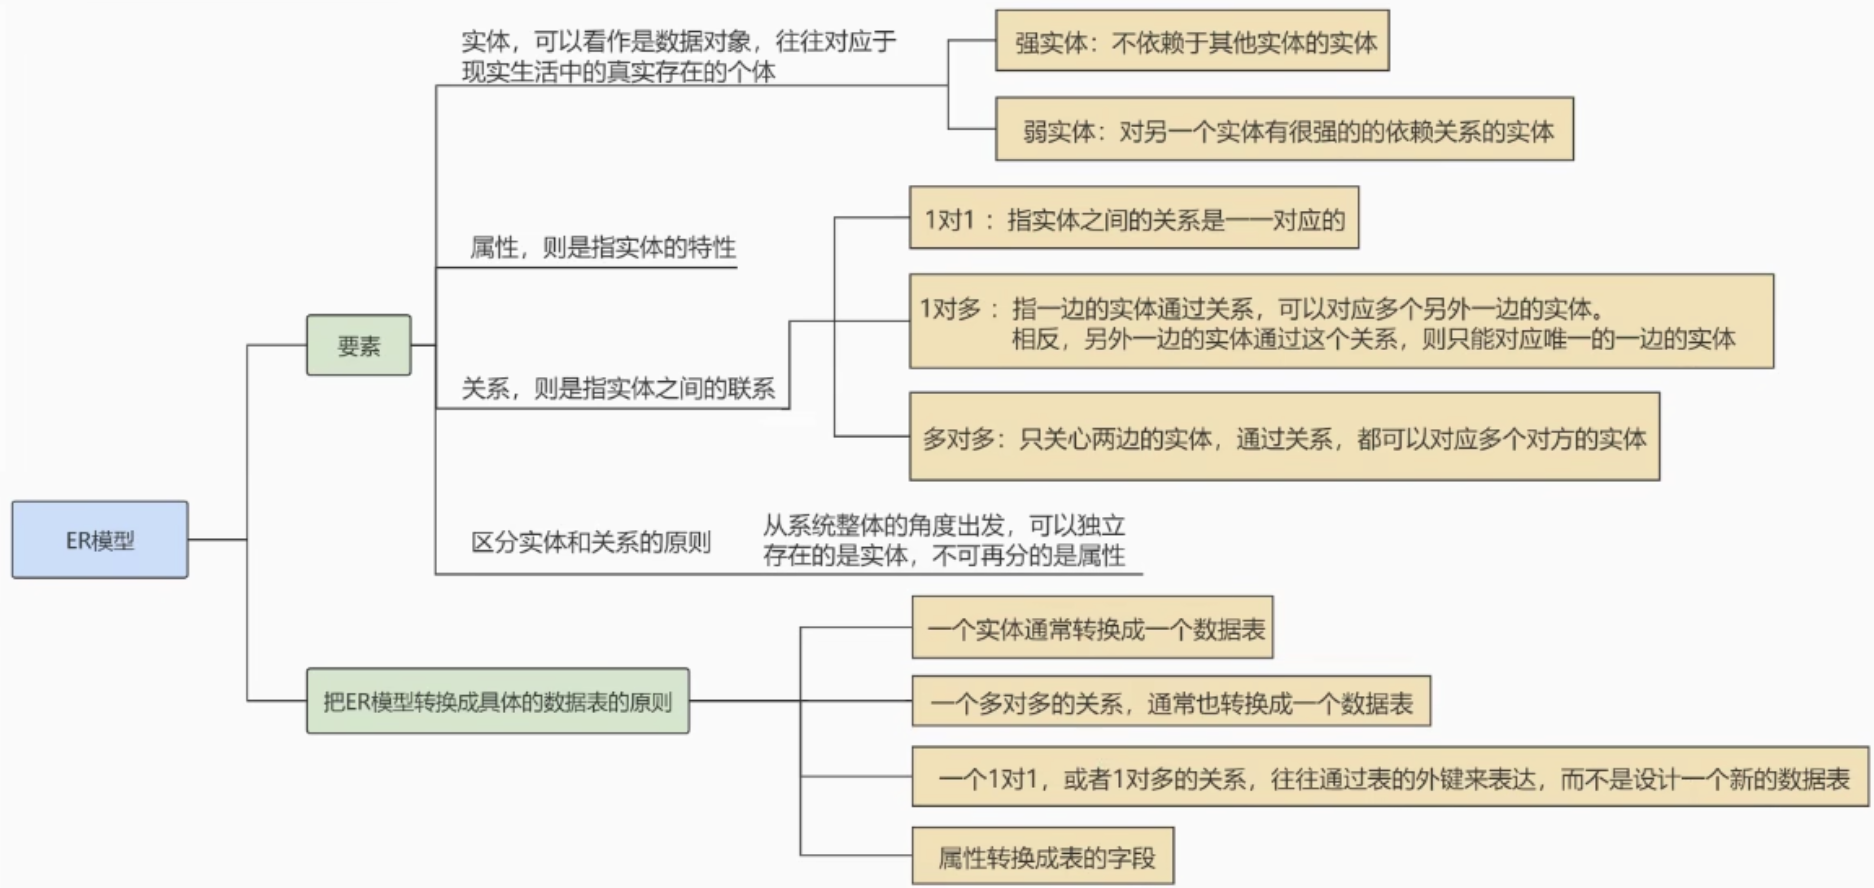 实体，可以看作是数据对象，往往对应于
现实生活中的真实存在的个体
强实体：不依赖于其他实体的实体
弱实体：对另一个实体有很强的的依赖关系的实体
属性，则是指实体的特性
1对1 ：指实体之间的关系是一一对应的
1对多 ：指一边的实体通过关系，可以对应多个另外一边的实体。
相反，另外一边的实体通过这个关系，则只能对应唯一的一边的实体
要素
关系，则是指实体之间的联系
多对多：只关心两边的实体，通过关系，都可以对应多个对方的实体
ER模型
区分实体和关系的原则
从系统整体的角度出发，可以独立
存在的是实体，不可再分的是属性
把ER模型转换成具体的数据表的原则
一个实体通常转换成一个数据表
一个多对多的关系，通常也转换成一个数据表
一个1对1，或者1对多的关系，往往通过表的外键来表达，而不是设计一个新的数据表
属性转换成表的字段